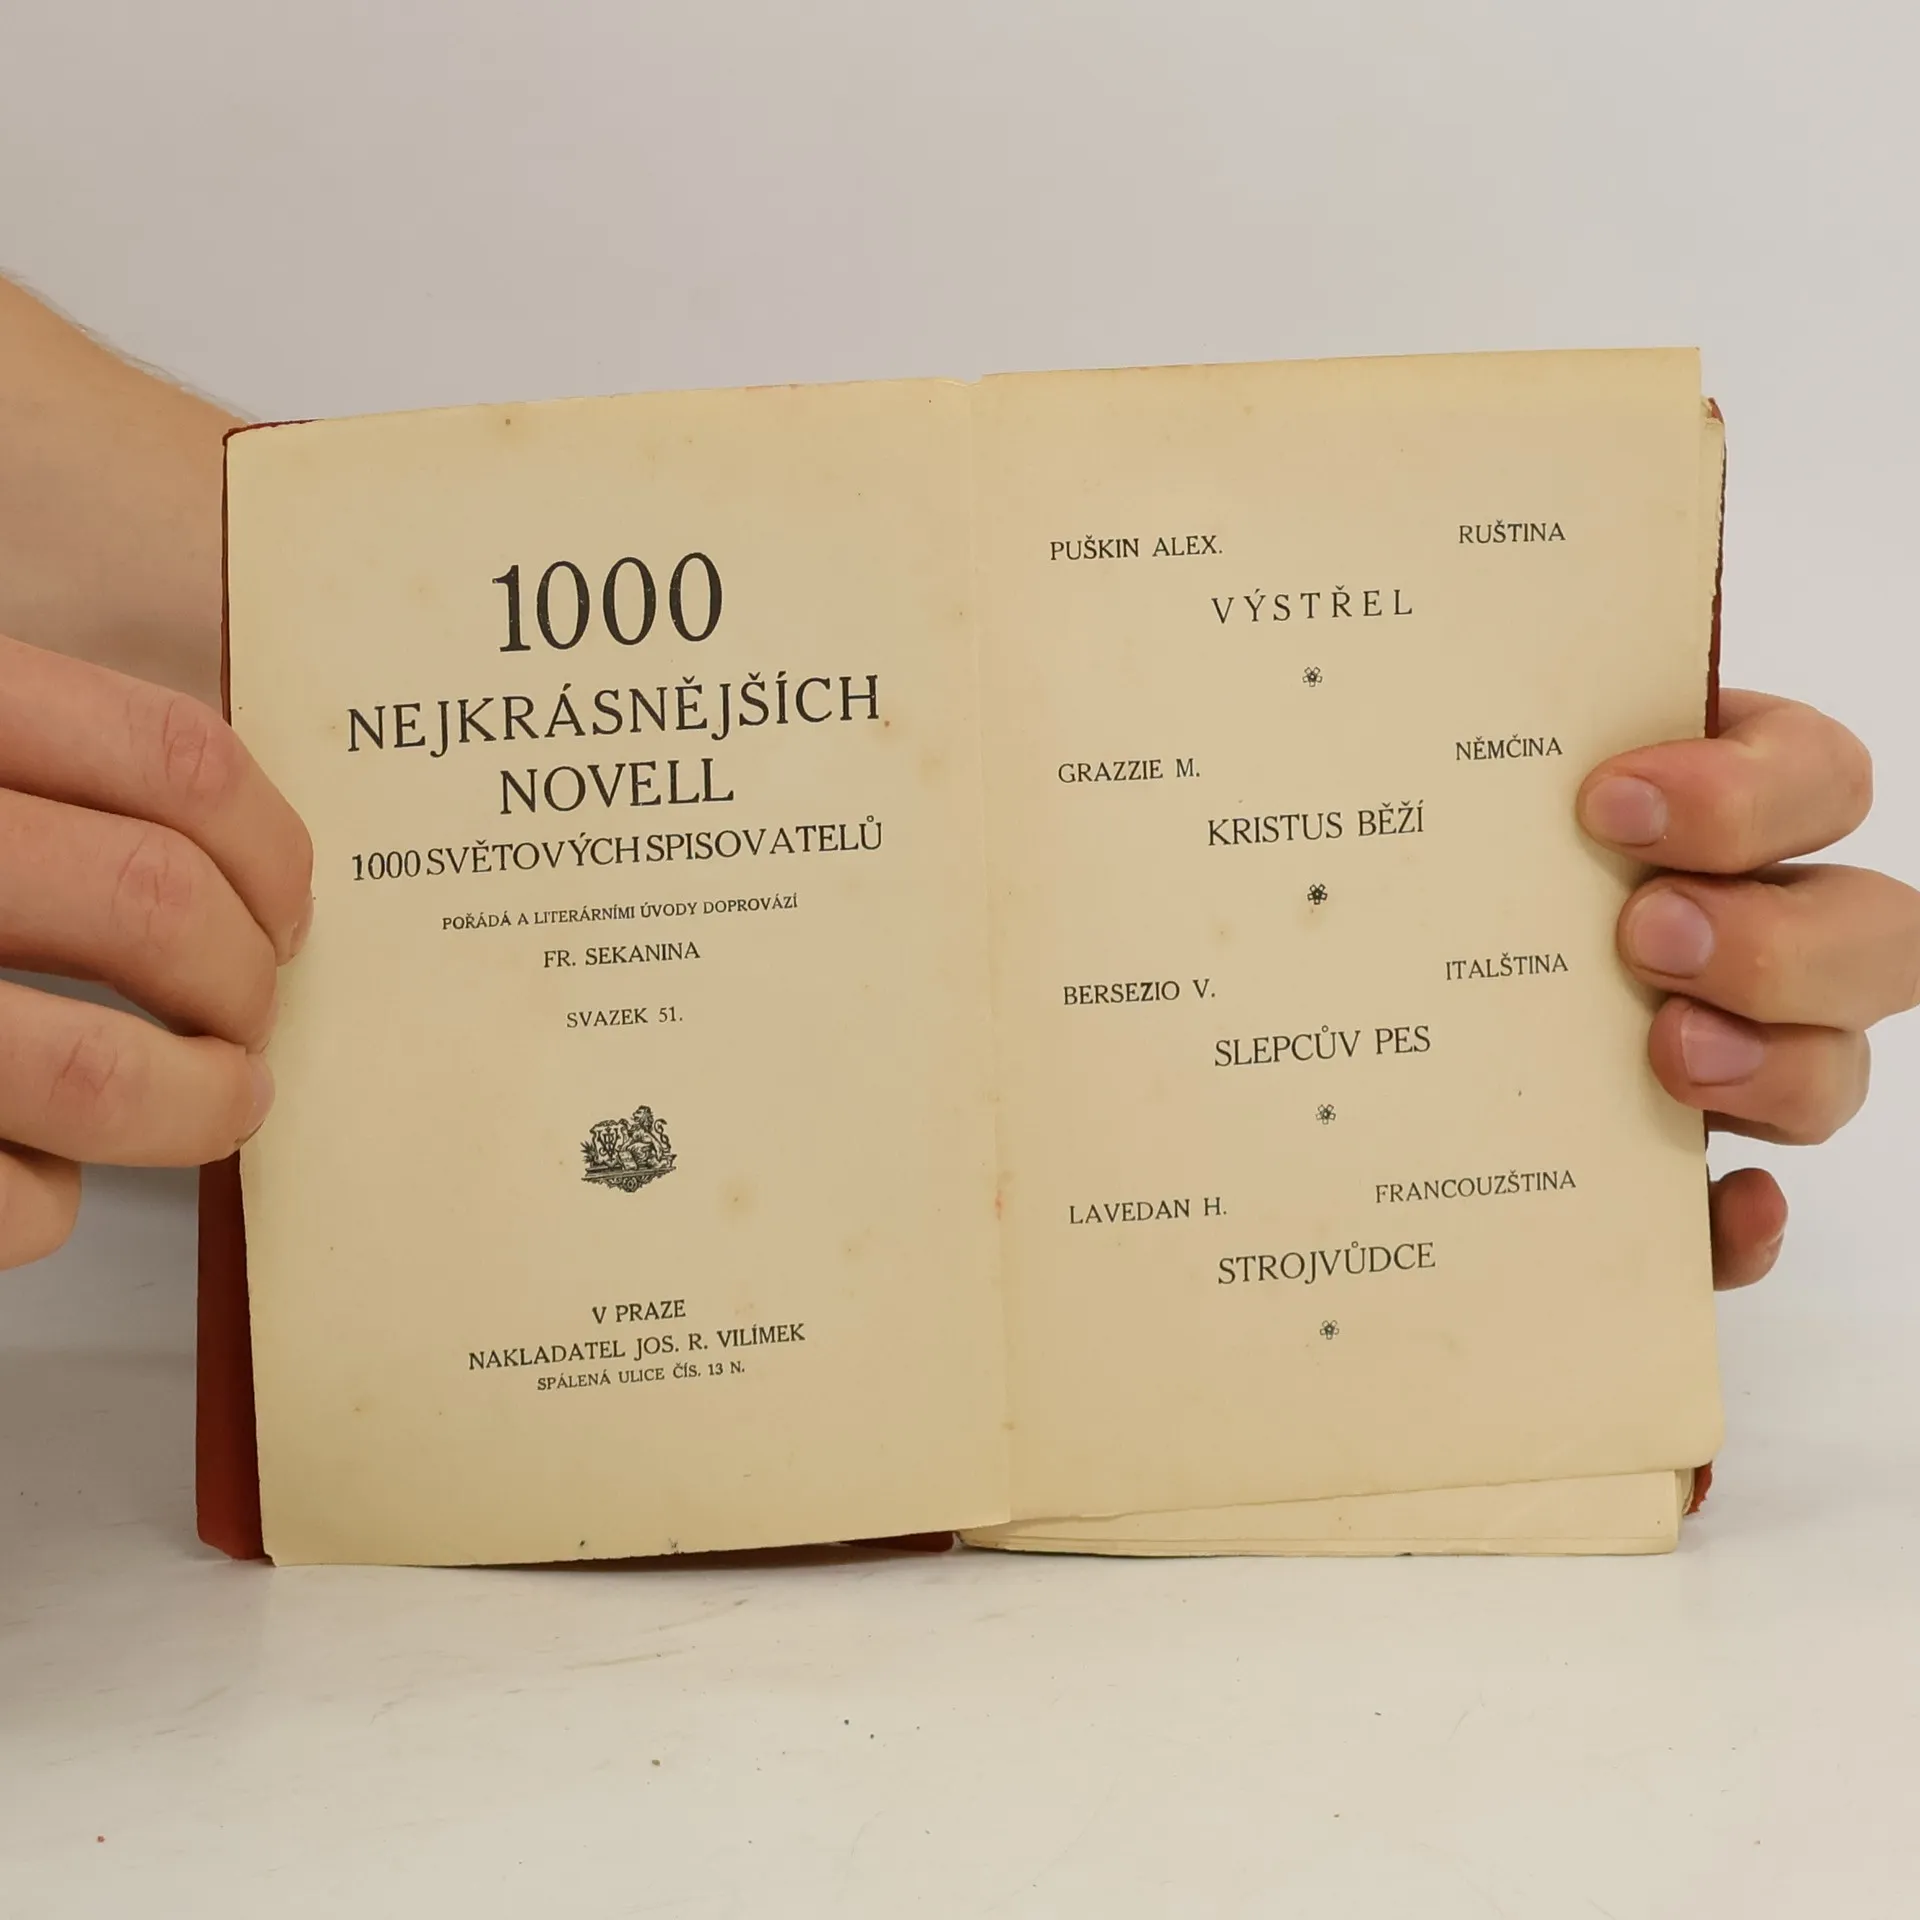 1000
NEJKRÁSNĚJŠÍCH
NOVELL
1000 SVĚTOVÝCH SPISOVATELŮ
POŘÁDÁ A LITERÁRNÍMI ÚVODY DOPROVÁZÍ
FR. SEKANINA
SVAZEK 51.
V PRAZE
NAKLADATEL JOS. R. VILÍMEK
SPÁLENÁ ULICE ČÍS. 13 N.
PUŠKIN ALEX. RUŠTINA
VÝSTŘEL
GRAZZIE M. NĚMČINA
KRISTUS BĚŽÍ
BERSEZIO V. ITALŠTINA
SLEPCŮV PES
LAVEDAN H. FRANCOUZŠTINA
STROJVŮDCE